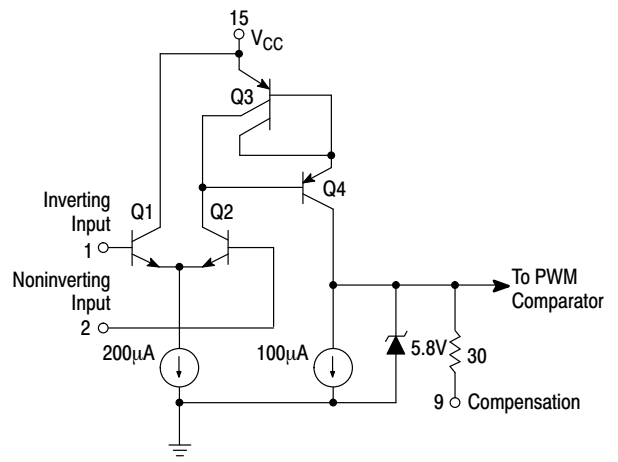 15
V_CC
Q3
Q4
Inverting
Input
1
Q1
Q2
Noninverting
Input
2
To PWM
Comparator
200μA
100μA
5.8V
30
9
Compensation